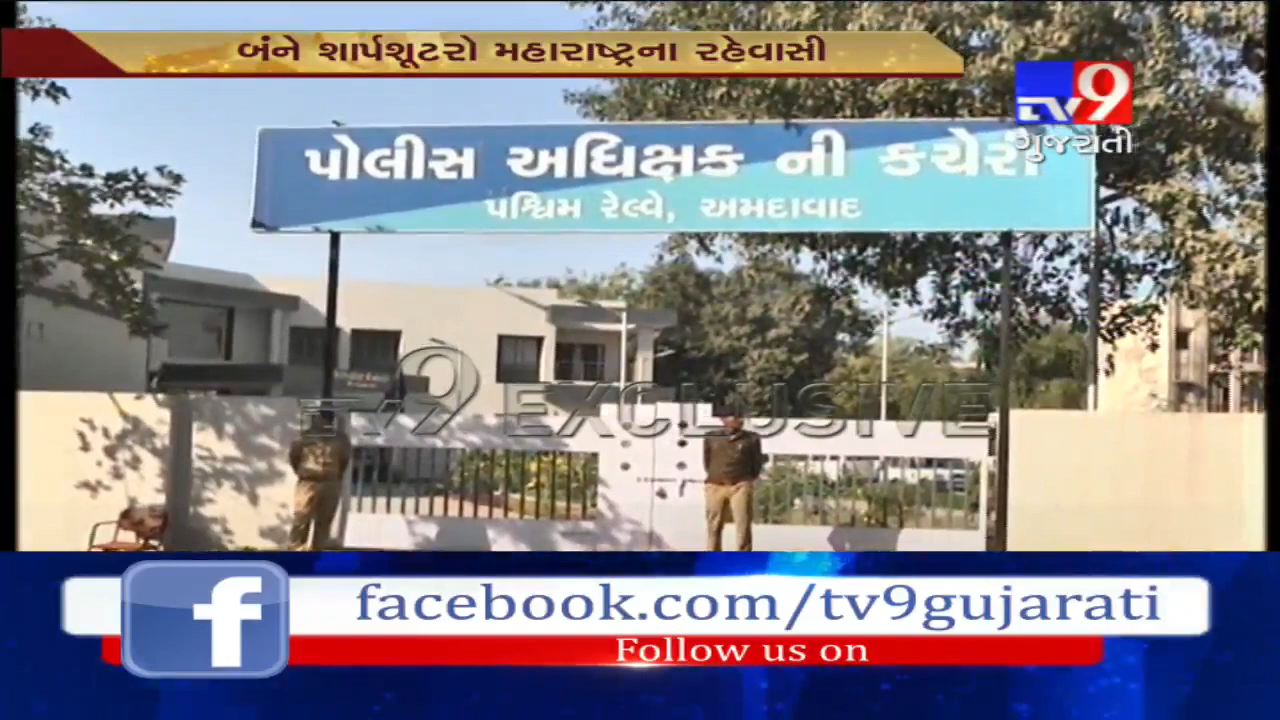 બંને શાર્પશૂટરો મહારાષ્ટ્રના રહેવાસી
TV9
ગુજરાતી
પોલીસ અધિક્ષક ની કચેરી
પશ્ચિમ રેલ્વે, અમદાવાદ
TV9 EXCLUSIVE
facebook.com/tv9gujarati
Follow us on